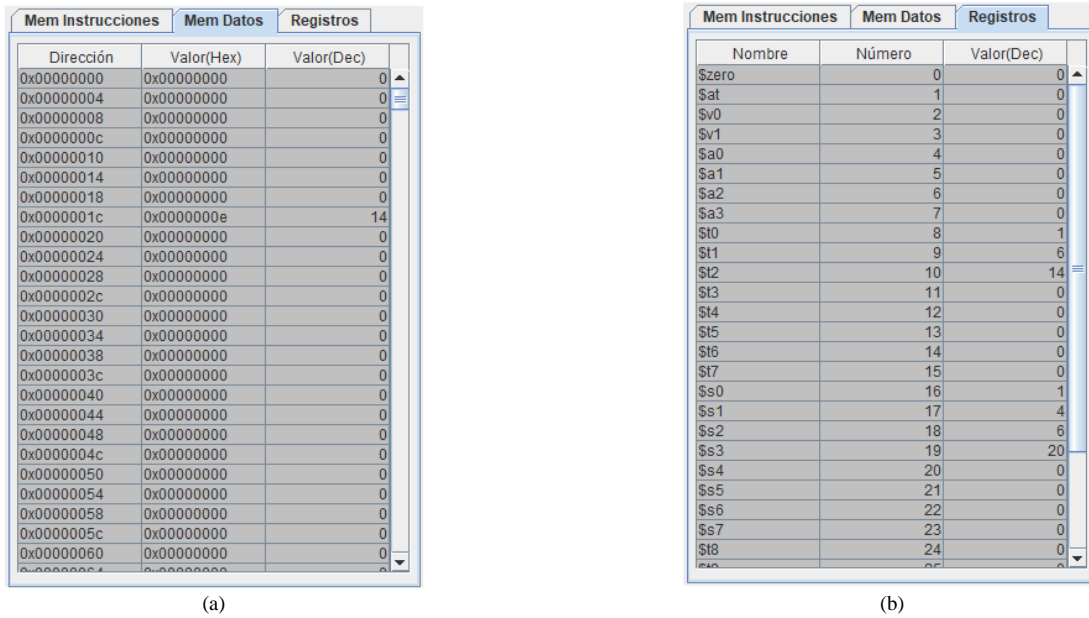 Mem Instrucciones Mem Datos Registros
Dirección Valor(Hex) Valor(Dec)
0x00000000 0x00000000 0
0x00000004 0x00000000 0
0x00000008 0x00000000 0
0x0000000c 0x00000000 0
0x00000010 0x00000000 0
0x00000014 0x00000000 0
0x00000018 0x00000000 0
0x0000001c 0x0000000e 14
0x00000020 0x00000000 0
0x00000024 0x00000000 0
0x00000028 0x00000000 0
0x0000002c 0x00000000 0
0x00000030 0x00000000 0
0x00000034 0x00000000 0
0x00000038 0x00000000 0
0x0000003c 0x00000000 0
0x00000040 0x00000000 0
0x00000044 0x00000000 0
0x00000048 0x00000000 0
0x0000004c 0x00000000 0
0x00000050 0x00000000 0
0x00000054 0x00000000 0
0x00000058 0x00000000 0
0x0000005c 0x00000000 0
0x00000060 0x00000000 0
(a)
Mem Instrucciones Mem Datos Registros
Nombre Número Valor(Dec)
$zero 0 0
$at 1 0
$v0 2 0
$v1 3 0
$a0 4 0
$a1 5 0
$a2 6 0
$a3 7 0
$t0 8 1
$t1 9 6
$t2 10 14
$t3 11 0
$t4 12 0
$t5 13 0
$t6 14 0
$t7 15 0
$s0 16 1
$s1 17 4
$s2 18 6
$s3 19 20
$s4 20 0
$s5 21 0
$s6 22 0
$s7 23 0
$t8 24 0
(b)